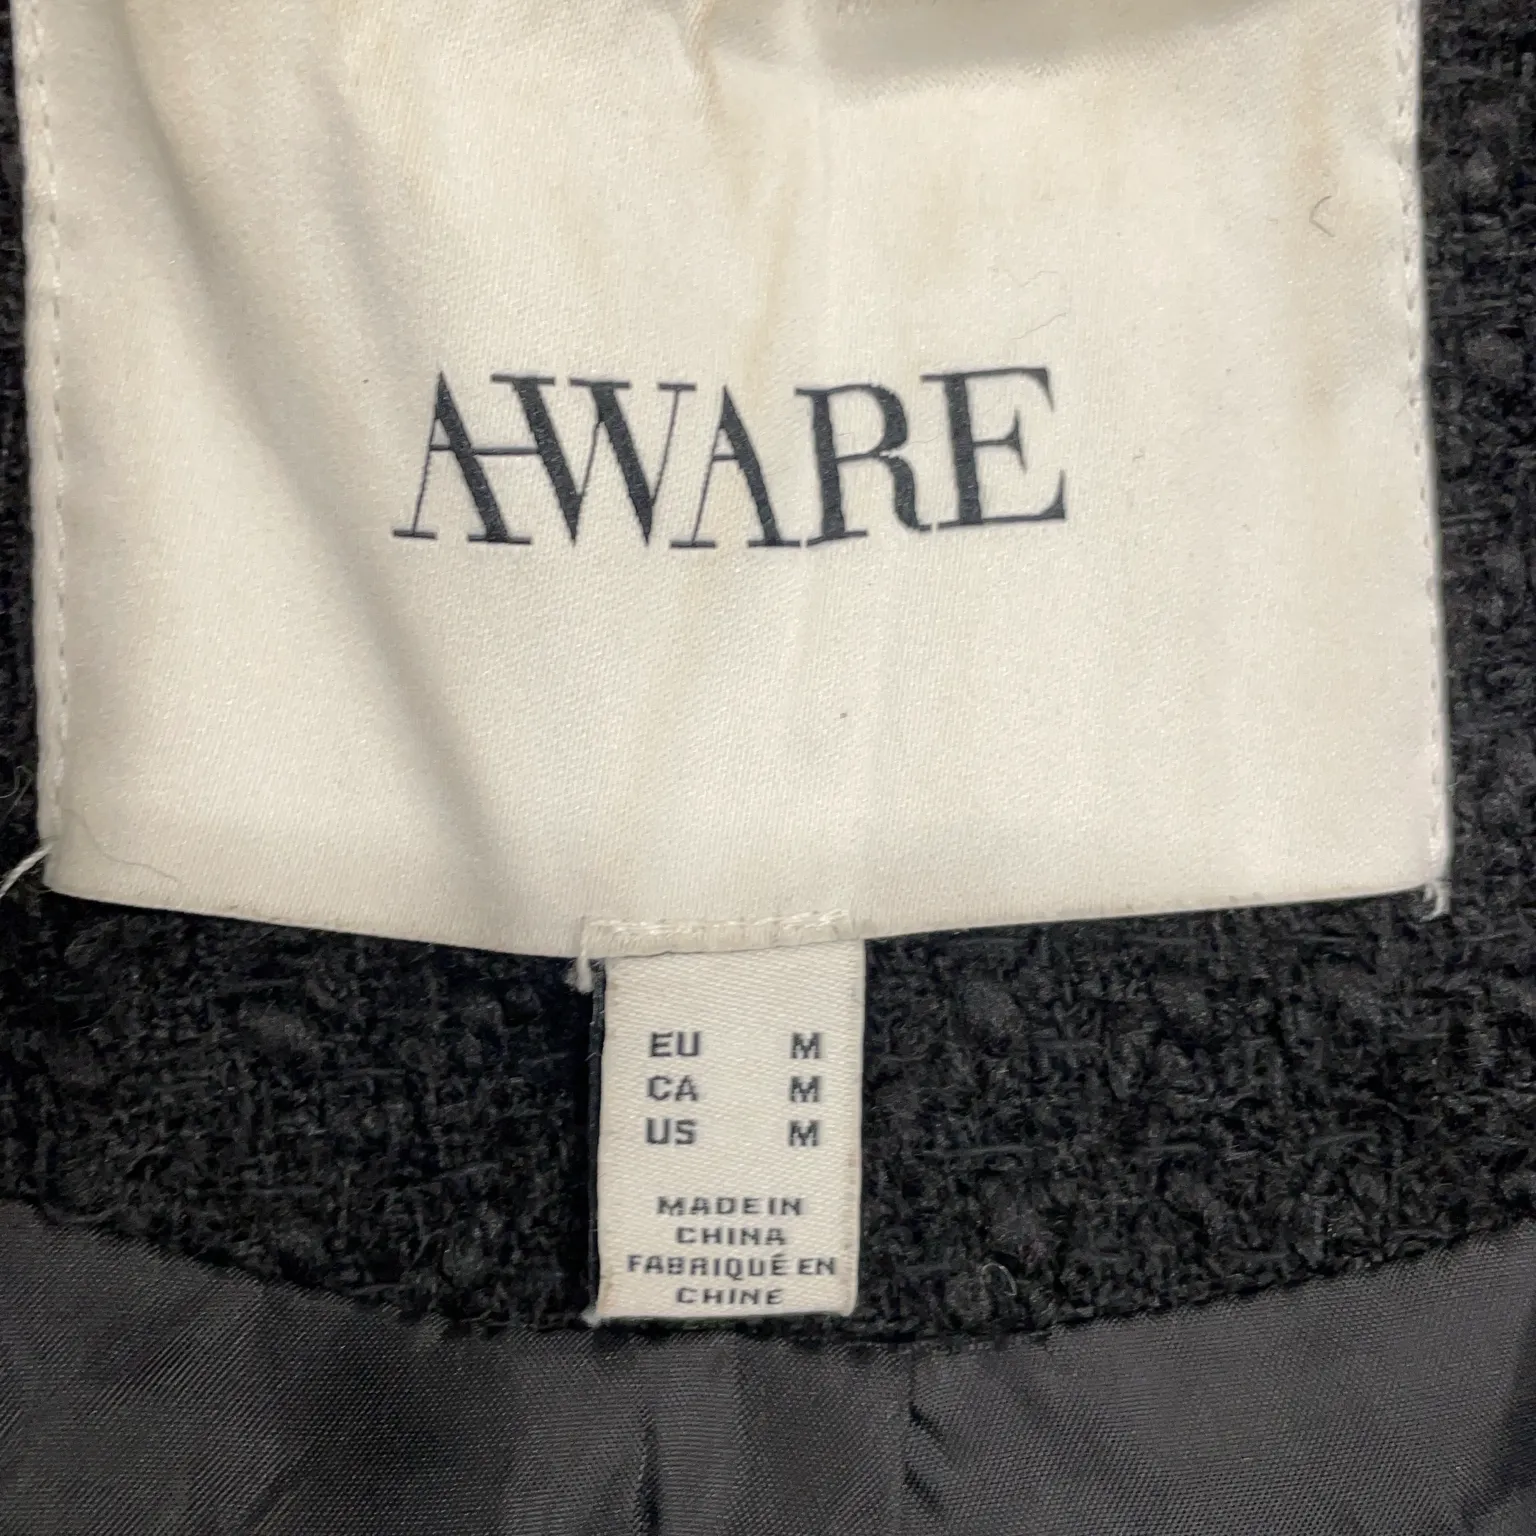 AWARE
EU M
CA M
US M
MADE IN
CHINA
FABRIQUÉ EN
CHINE